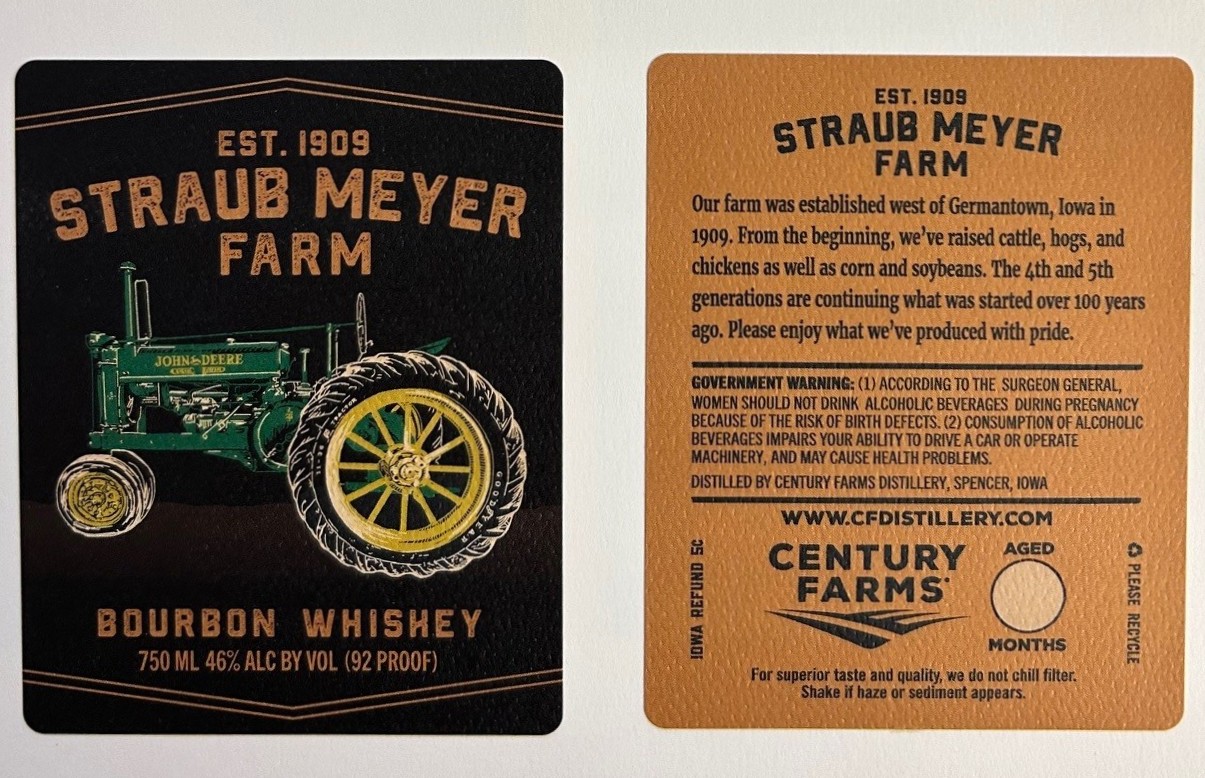 EST. 1909
STRAUB MEYER
FARM
JOHN DEERE
GOODYEAR
BOURBON WHISKEY
750 ML 46% ALC BY VOL (92 PROOF)
EST. 1909
STRAUB MEYER
FARM
Our farm was established west of Germantown, Iowa in
1909. From the beginning, we've raised cattle, hogs, and
chickens as well as corn and soybeans. The 4th and 5th
generations are continuing what was started over 100 years
ago. Please enjoy what we've produced with pride.
GOVERNMENT WARNING: (1) ACCORDING TO THE SURGEON GENERAL,
WOMEN SHOULD NOT DRINK ALCOHOLIC BEVERAGES DURING PREGNANCY
BECAUSE OF THE RISK OF BIRTH DEFECTS. (2) CONSUMPTION OF ALCOHOLIC
BEVERAGES IMPAIRS YOUR ABILITY TO DRIVE A CAR OR OPERATE
MACHINERY, AND MAY CAUSE HEALTH PROBLEMS.
DISTILLED BY CENTURY FARMS DISTILLERY, SPENCER, IOWA
WWW.CFDISTILLERY.COM
IOWA REFUND 5C
CENTURY
FARMS
AGED
MONTHS
PLEASE RECYCLE
For superior taste and quality, we do not chill filter.
Shake if haze or sediment appears.